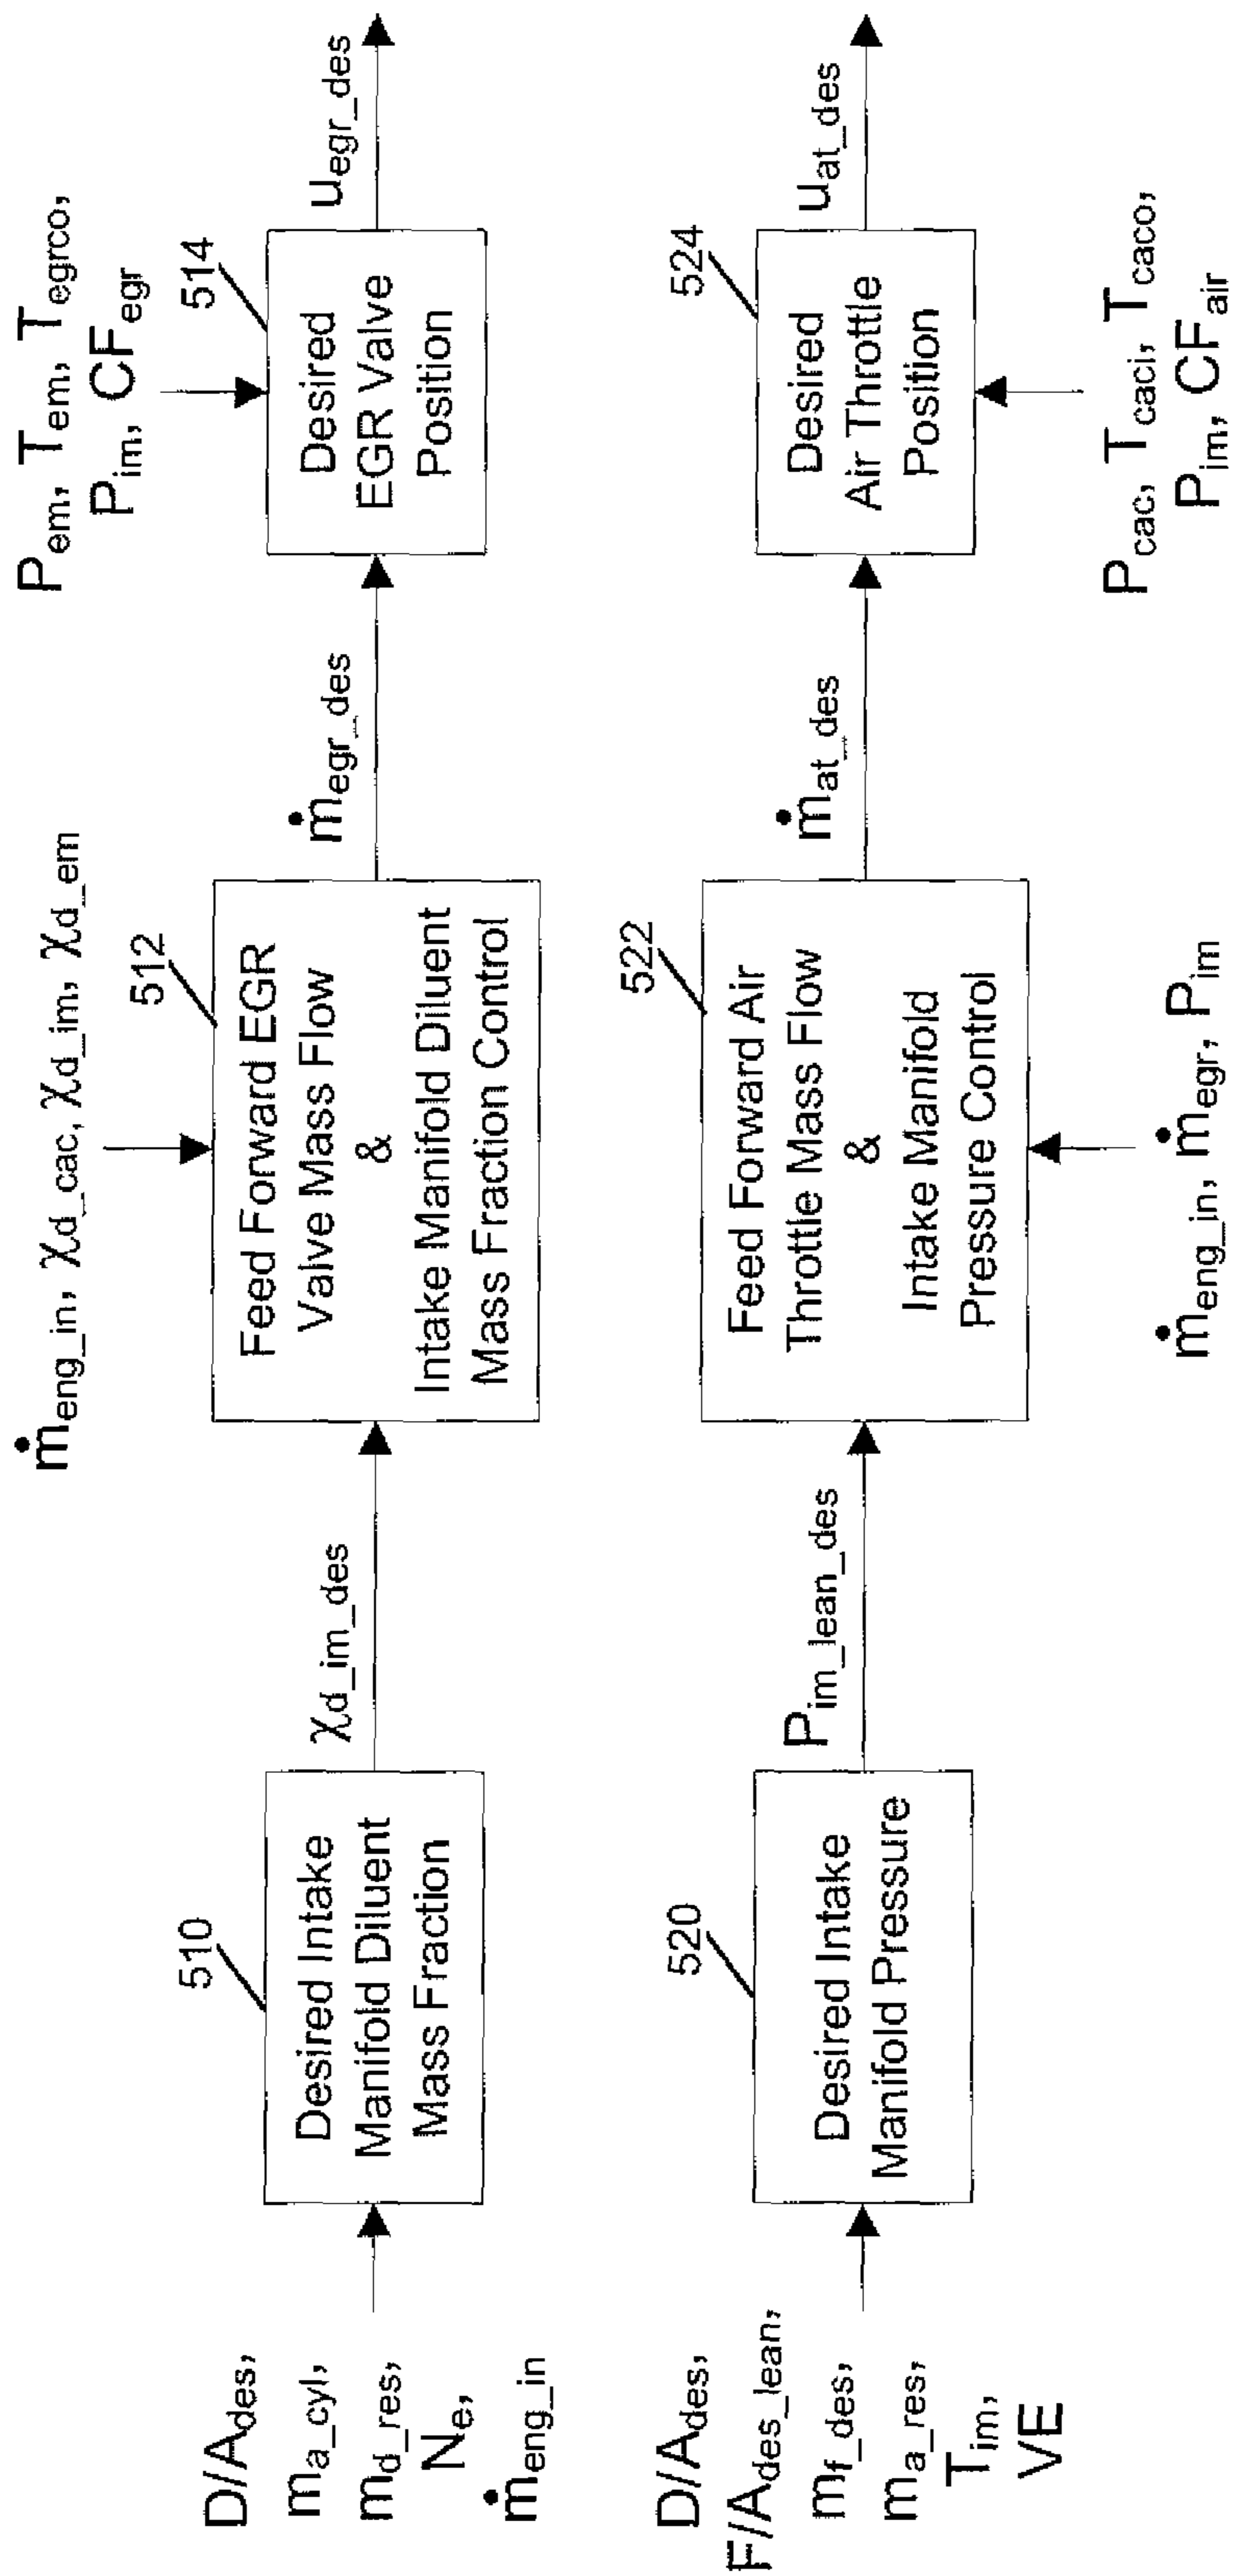 D/A_des,
m_a_cyl,
m_d_res,
N_e,
ṁ_eng_in
510
Desired Intake
Manifold Diluent
Mass Fraction
χ_d_im_des
ṁ_eng_in, χ_d_cac, χ_d_im, χ_d_em
512
Feed Forward EGR
Valve Mass Flow
&
Intake Manifold Diluent
Mass Fraction Control
ṁ_egr_des
P_em, T_em, T_egrco,
P_im, CF_egr
514
Desired
EGR Valve
Position
u_egr_des
D/A_des,
F/A_des_lean,
m_f_des,
m_a_res,
T_im,
VE
520
Desired Intake
Manifold Pressure
P_im_lean_des
522
Feed Forward Air
Throttle Mass Flow
&
Intake Manifold
Pressure Control
ṁ_eng_in, ṁ_egr, P_im
ṁ_at_des
524
Desired
Air Throttle
Position
P_cac, T_caci, T_caco,
P_im, CF_air
u_at_des